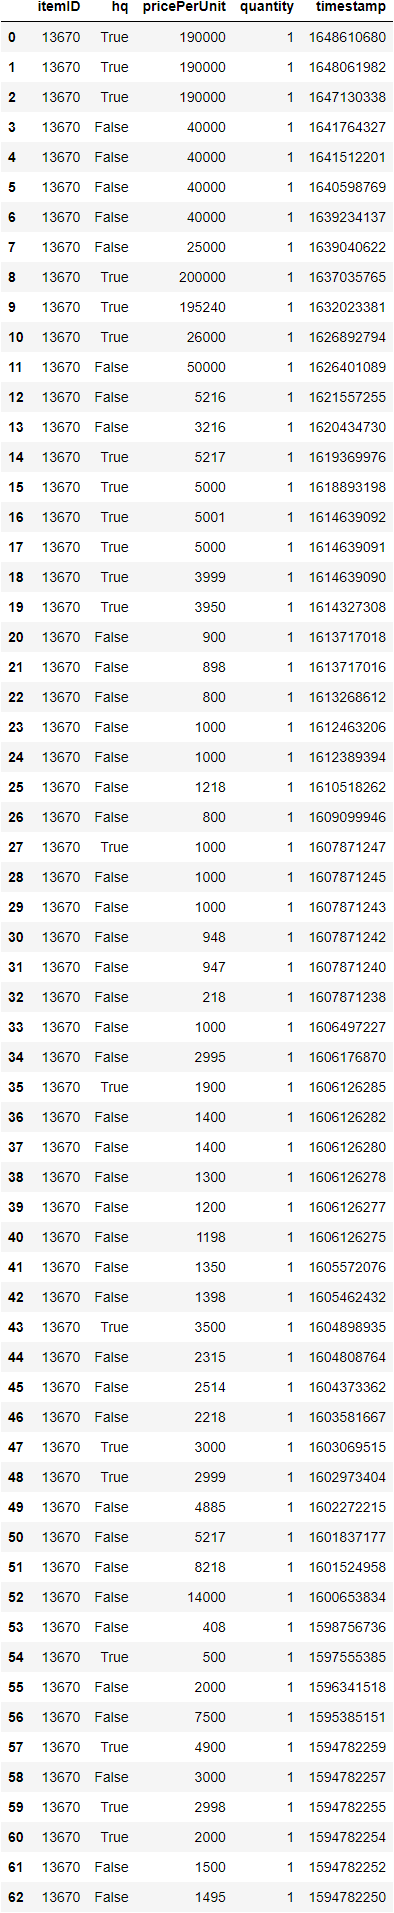 itemID hq pricePerUnit quantity timestamp
0 13670 True 190000 1 1648610680
1 13670 True 190000 1 1648061982
2 13670 True 190000 1 1647130338
3 13670 False 40000 1 1641764327
4 13670 False 40000 1 1641512201
5 13670 False 40000 1 1640598769
6 13670 False 40000 1 1639234137
7 13670 False 25000 1 1639040622
8 13670 True 200000 1 1637035765
9 13670 True 195240 1 1632023381
10 13670 True 26000 1 1626892794
11 13670 False 50000 1 1626401089
12 13670 False 5216 1 1621557255
13 13670 False 3216 1 1620434730
14 13670 True 5217 1 1619369976
15 13670 True 5000 1 1618893198
16 13670 True 5001 1 1614639092
17 13670 True 5000 1 1614639091
18 13670 True 3999 1 1614639090
19 13670 True 3950 1 1614327308
20 13670 False 900 1 1613717018
21 13670 False 898 1 1613717016
22 13670 False 800 1 1613268612
23 13670 False 1000 1 1612463206
24 13670 False 1000 1 1612389394
25 13670 False 1218 1 1610518262
26 13670 False 800 1 1609099946
27 13670 True 1000 1 1607871247
28 13670 False 1000 1 1607871245
29 13670 False 1000 1 1607871243
30 13670 False 948 1 1607871242
31 13670 False 947 1 1607871240
32 13670 False 218 1 1607871238
33 13670 False 1000 1 1606497227
34 13670 False 2995 1 1606176870
35 13670 True 1900 1 1606126285
36 13670 False 1400 1 1606126282
37 13670 False 1400 1 1606126280
38 13670 False 1300 1 1606126278
39 13670 False 1200 1 1606126277
40 13670 False 1198 1 1606126275
41 13670 False 1350 1 1605572076
42 13670 False 1398 1 1605462432
43 13670 True 3500 1 1604898935
44 13670 False 2315 1 1604808764
45 13670 False 2514 1 1604373362
46 13670 False 2218 1 1603581667
47 13670 True 3000 1 1603069515
48 13670 True 2999 1 1602973404
49 13670 False 4885 1 1602272215
50 13670 False 5217 1 1601837177
51 13670 False 8218 1 1601524958
52 13670 False 14000 1 1600653834
53 13670 False 408 1 1598756736
54 13670 True 500 1 1597555385
55 13670 False 2000 1 1596341518
56 13670 False 7500 1 1595385151
57 13670 True 4900 1 1594782259
58 13670 False 3000 1 1594782257
59 13670 True 2998 1 1594782255
60 13670 True 2000 1 1594782254
61 13670 False 1500 1 1594782252
62 13670 False 1495 1 1594782250